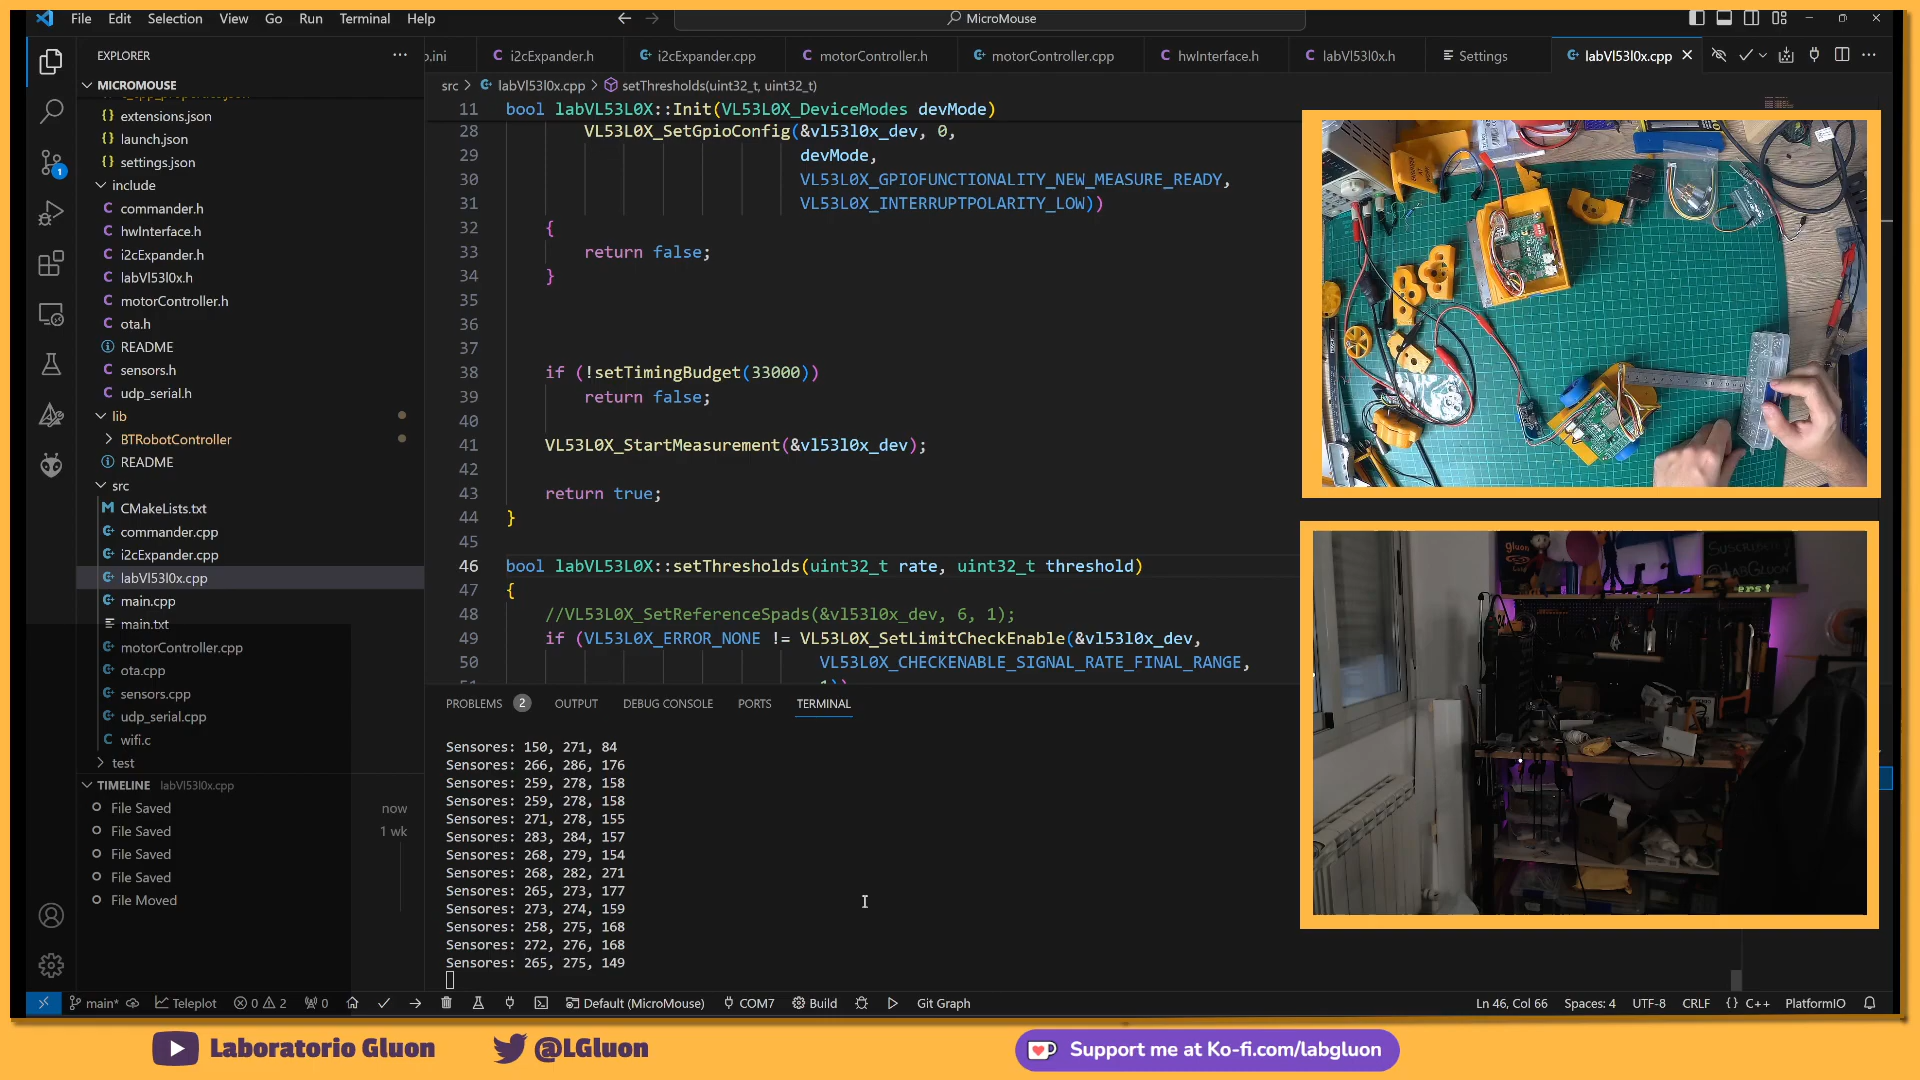 File Edit Selection View Go Run Terminal Help
MicroMouse
EXPLORER
MICROMOUSE
extensions.json
launch.json
settings.json
include
commander.h
hwInterface.h
i2cExpander.h
labVl53l0x.h
motorController.h
ota.h
README
sensors.h
udp_serial.h
lib
BTRobotController
README
src
CMakeLists.txt
commander.cpp
i2cExpander.cpp
labVl53l0x.cpp
main.cpp
main.txt
motorController.cpp
ota.cpp
sensors.cpp
udp_serial.cpp
wifi.c
test
TIMELINE labVl53l0x.cpp
File Saved now
File Saved 1 wk
File Saved
File Saved
File Moved
i2cExpander.h i2cExpander.cpp motorController.h motorController.cpp hwInterface.h labVl53l0x.h Settings labVl53l0x.cpp
src > labVl53l0x.cpp > setThresholds(uint32_t, uint32_t)
11 bool labVL53L0X::Init(VL53L0X_DeviceModes devMode)
28 VL53L0X_SetGpioConfig(&vl53l0x_dev, 0,
29 devMode,
30 VL53L0X_GPIOFUNCTIONALITY_NEW_MEASURE_READY,
31 VL53L0X_INTERRUPTPOLARITY_LOW))
32 {
33 return false;
34 }
35
36
37
38 if (!setTimingBudget(33000))
39 return false;
40
41 VL53L0X_StartMeasurement(&vl53l0x_dev);
42
43 return true;
44 }
45
46 bool labVL53L0X::setThresholds(uint32_t rate, uint32_t threshold)
47 {
48 //VL53L0X_SetReferenceSpads(&vl53l0x_dev, 6, 1);
49 if (VL53L0X_ERROR_NONE != VL53L0X_SetLimitCheckEnable(&vl53l0x_dev,
50 VL53L0X_CHECKENABLE_SIGNAL_RATE_FINAL_RANGE,
PROBLEMS 2 OUTPUT DEBUG CONSOLE PORTS TERMINAL
Sensores: 150, 271, 84
Sensores: 266, 286, 176
Sensores: 259, 278, 158
Sensores: 259, 278, 158
Sensores: 271, 278, 155
Sensores: 283, 284, 157
Sensores: 268, 279, 154
Sensores: 268, 282, 271
Sensores: 265, 273, 177
Sensores: 273, 274, 159
Sensores: 258, 275, 168
Sensores: 272, 276, 168
Sensores: 265, 275, 149
main* Teleplot 0 2 0 Default (MicroMouse) COM7 Build Git Graph Ln 46, Col 66 Spaces: 4 UTF-8 CRLF {} C++ PlatformIO
Laboratorio Gluon @LGluon Support me at Ko-fi.com/labgluon